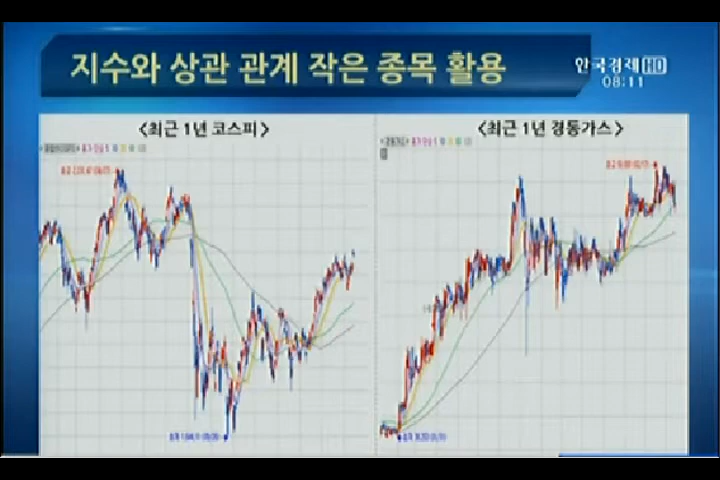 지수와 상관 관계 작은 종목 활용
한국경제HD
08:11
<최근 1년 코스피>
<최근 1년 경동가스>